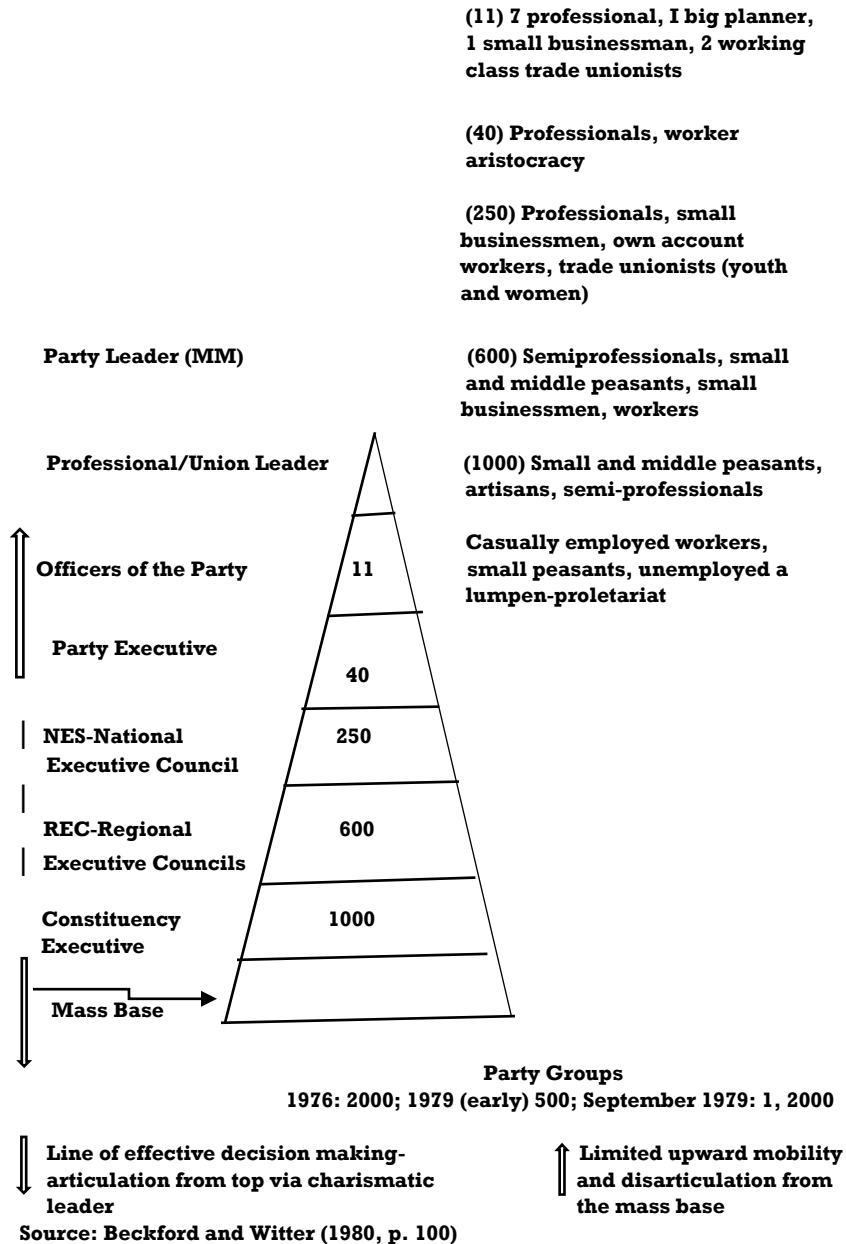 (11) 7 professional, I big planner,
1 small businessman, 2 working
class trade unionists
(40) Professionals, worker
aristocracy
(250) Professionals, small
businessmen, own account
workers, trade unionists (youth
and women)
Party Leader (MM)
(600) Semiprofessionals, small
and middle peasants, small
businessmen, workers
Professional/Union Leader
(1000) Small and middle peasants,
artisans, semi-professionals
Casually employed workers,
small peasants, unemployed a
lumpen-proletariat
Officers of the Party
11
Party Executive
40
NES-National
Executive Council
250
REC-Regional
Executive Councils
600
Constituency
Executive
1000
Mass Base
Party Groups
1976: 2000; 1979 (early) 500; September 1979: 1, 2000
Line of effective decision making-
articulation from top via charismatic
leader
Limited upward mobility
and disarticulation from
the mass base
Source: Beckford and Witter (1980, p. 100)